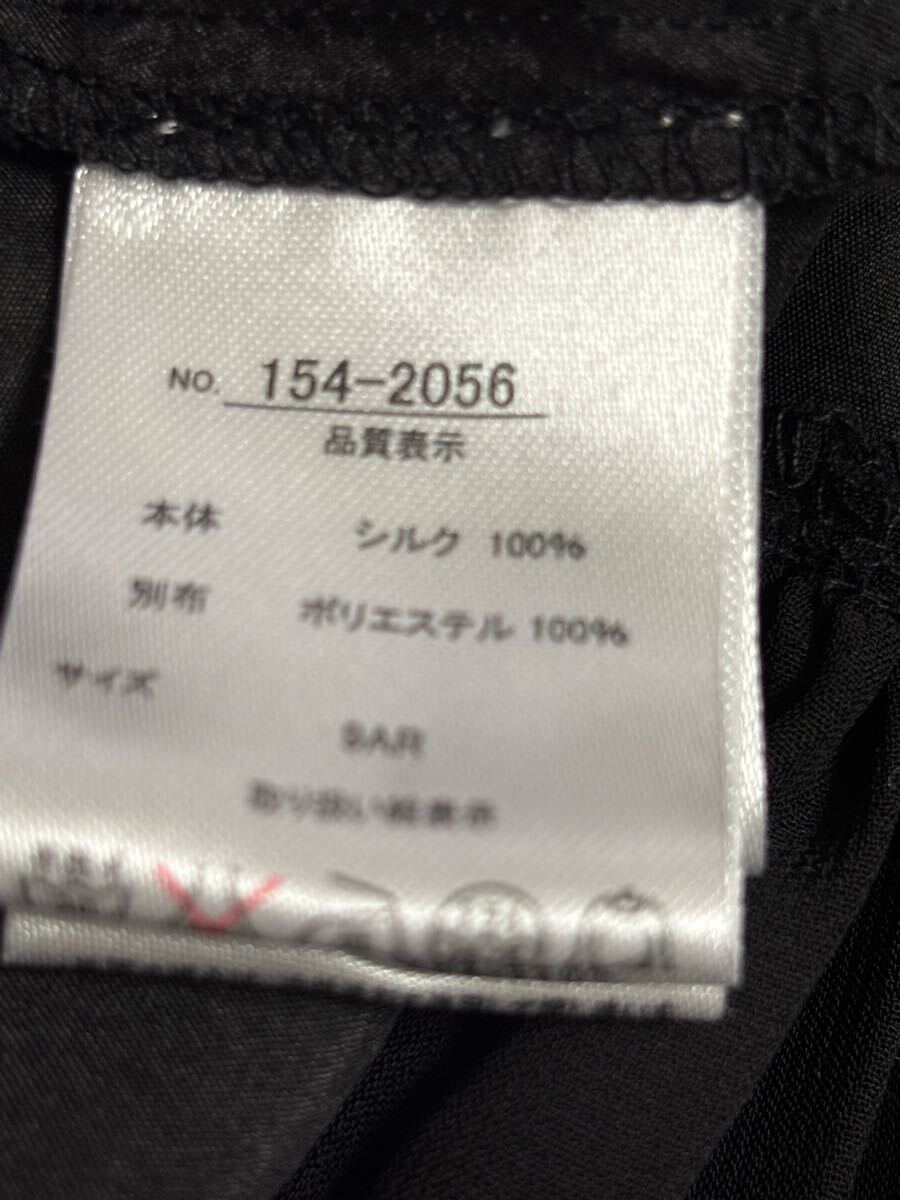 NO. 154-2056
品質表示
本体 シルク 100%
別布 ポリエステル 100%
サイズ
取り扱い絵表示